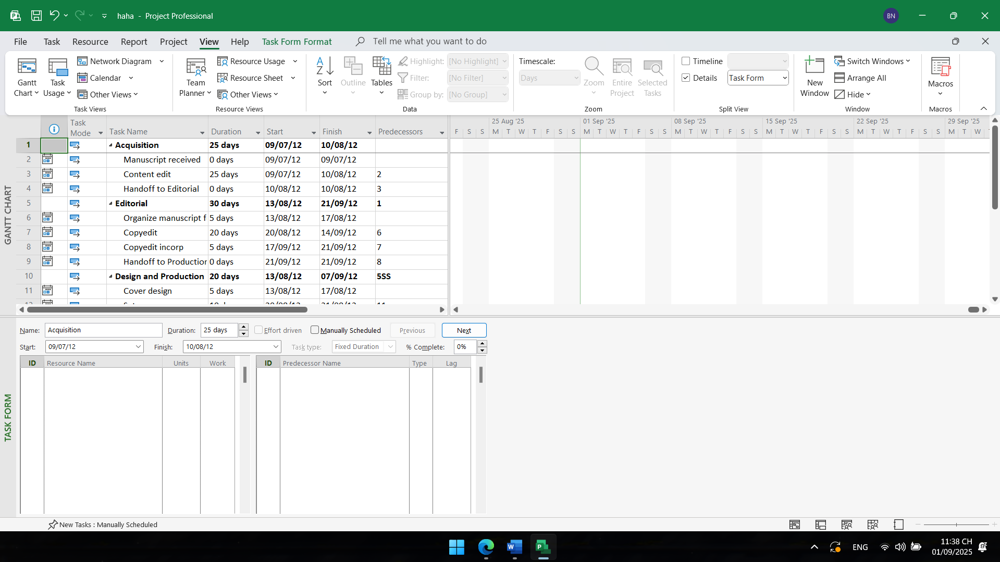 haha - Project Professional
BN
File Task Resource Report Project View Help Task Form Format Tell me what you want to do
Gantt Chart
Task Usage
Network Diagram
Calendar
Other Views
Task Views
Team Planner
Resource Usage
Resource Sheet
Other Views
Resource Views
Sort
Outline
Tables
Highlight: [No Highlight]
Filter: [No Filter]
Group by: [No Group]
Data
Timescale:
Days
Zoom
Entire Project
Selected Tasks
Zoom
Timeline
Details Task Form
Split View
New Window
Switch Windows
Arrange All
Hide
Window
Macros
Macros
GANTT CHART
Task Mode Task Name Duration Start Finish Predecessors
1 Acquisition 25 days 09/07/12 10/08/12
2 Manuscript received 0 days 09/07/12 09/07/12
3 Content edit 25 days 09/07/12 10/08/12 2
4 Handoff to Editorial 0 days 10/08/12 10/08/12 3
5 Editorial 30 days 13/08/12 21/09/12 1
6 Organize manuscript f 5 days 13/08/12 17/08/12
7 Copyedit 20 days 20/08/12 14/09/12 6
8 Copyedit incorp 5 days 17/09/12 21/09/12 7
9 Handoff to Production 0 days 21/09/12 21/09/12 8
10 Design and Production 20 days 13/08/12 07/09/12 5SS
11 Cover design 5 days 13/08/12 17/08/12
25 Aug '25 01 Sep '25 08 Sep '25 15 Sep '25 22 Sep '25 29 Sep '25
F S S M T W T F S S M T W T F S S M T W T F S S M T W T F S S M T W T F S S M T W
TASK FORM
Name: Acquisition Duration: 25 days Effort driven Manually Scheduled Previous Next
Start: 09/07/12 Finish: 10/08/12 Task type: Fixed Duration % Complete: 0%
ID Resource Name Units Work ID Predecessor Name Type Lag
New Tasks : Manually Scheduled
ENG
11:38 CH
01/09/2025